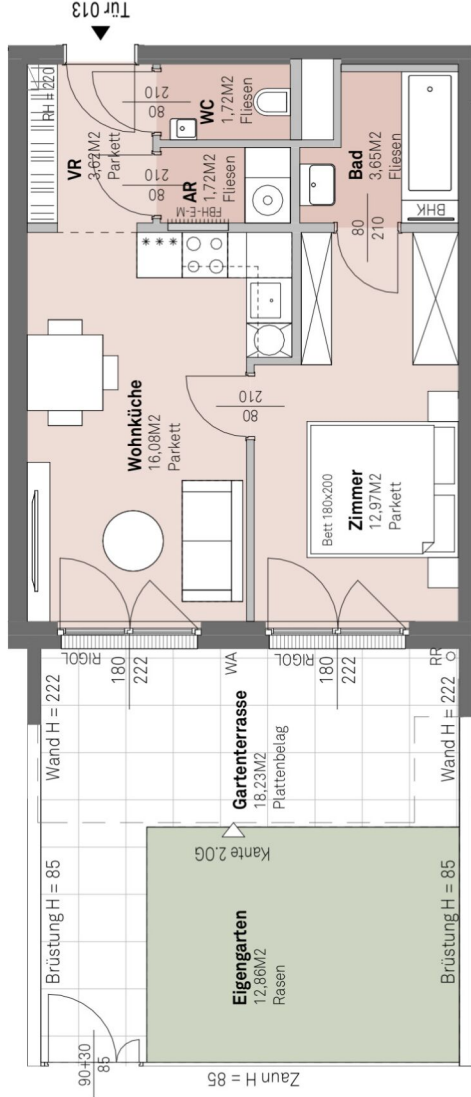 Tür 013
RH = 220
VR
3,62M2
Parkett
80
210
WC
1,72M2
Fliesen
80
210
AR
1,72M2
Fliesen
FBH-E-M
Bad
3,65M2
Fliesen
BHK
80
210
***
Wohnküche
16,08M2
Parkett
80
210
Bett 180x200
Zimmer
12,97M2
Parkett
RIGOL
180
222
WA
RIGOL
180
222
RR
Wand H = 222
Gartenterrasse
18,23M2
Plattenbelag
Wand H = 222
Kante 2.OG
Brüstung H = 85
Eigengarten
12,86M2
Rasen
Brüstung H = 85
90+30
85
Zaun H = 85